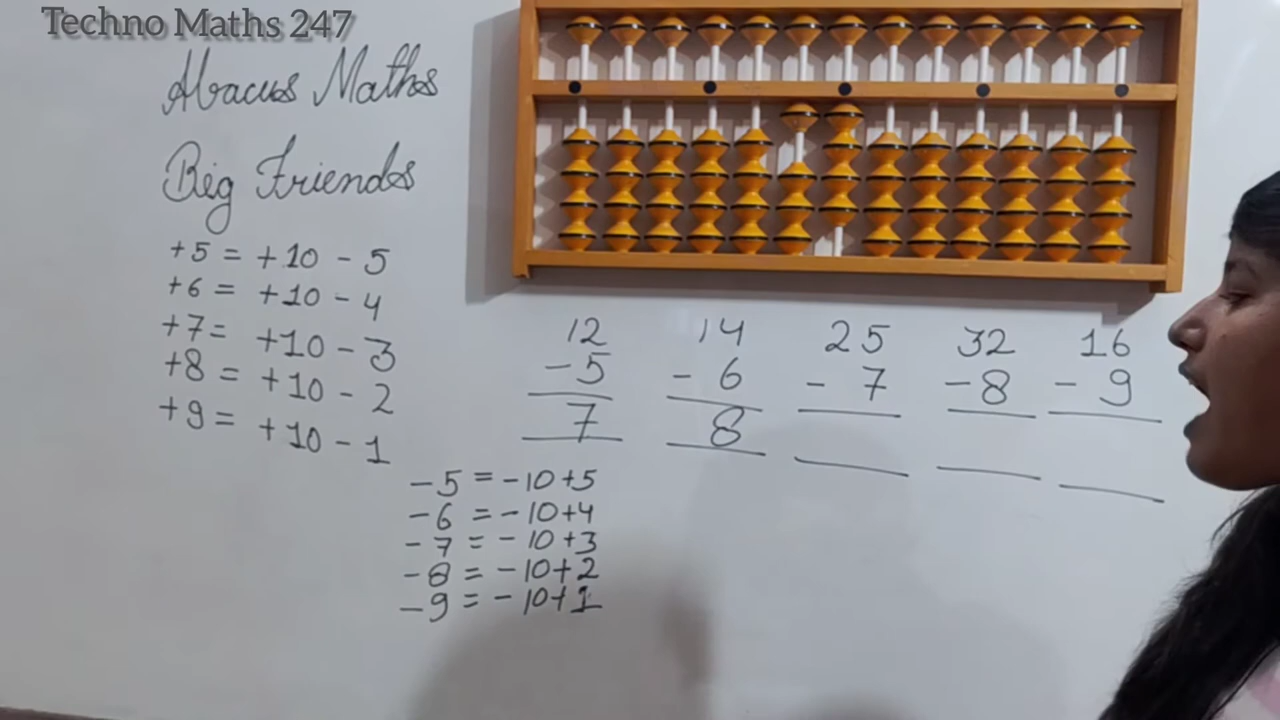 Techno Maths 247
Abacus Maths
Big Friends
+5 = +10 - 5
+6 = +10 - 4
+7 = +10 - 3
+8 = +10 - 2
+9 = +10 - 1
12 14 25 32 16
-5 - 6 - 7 -8 - 9
7 8
-5 = -10+5
-6 = -10+4
-7 = -10+3
-8 = -10+2
-9 = -10+1